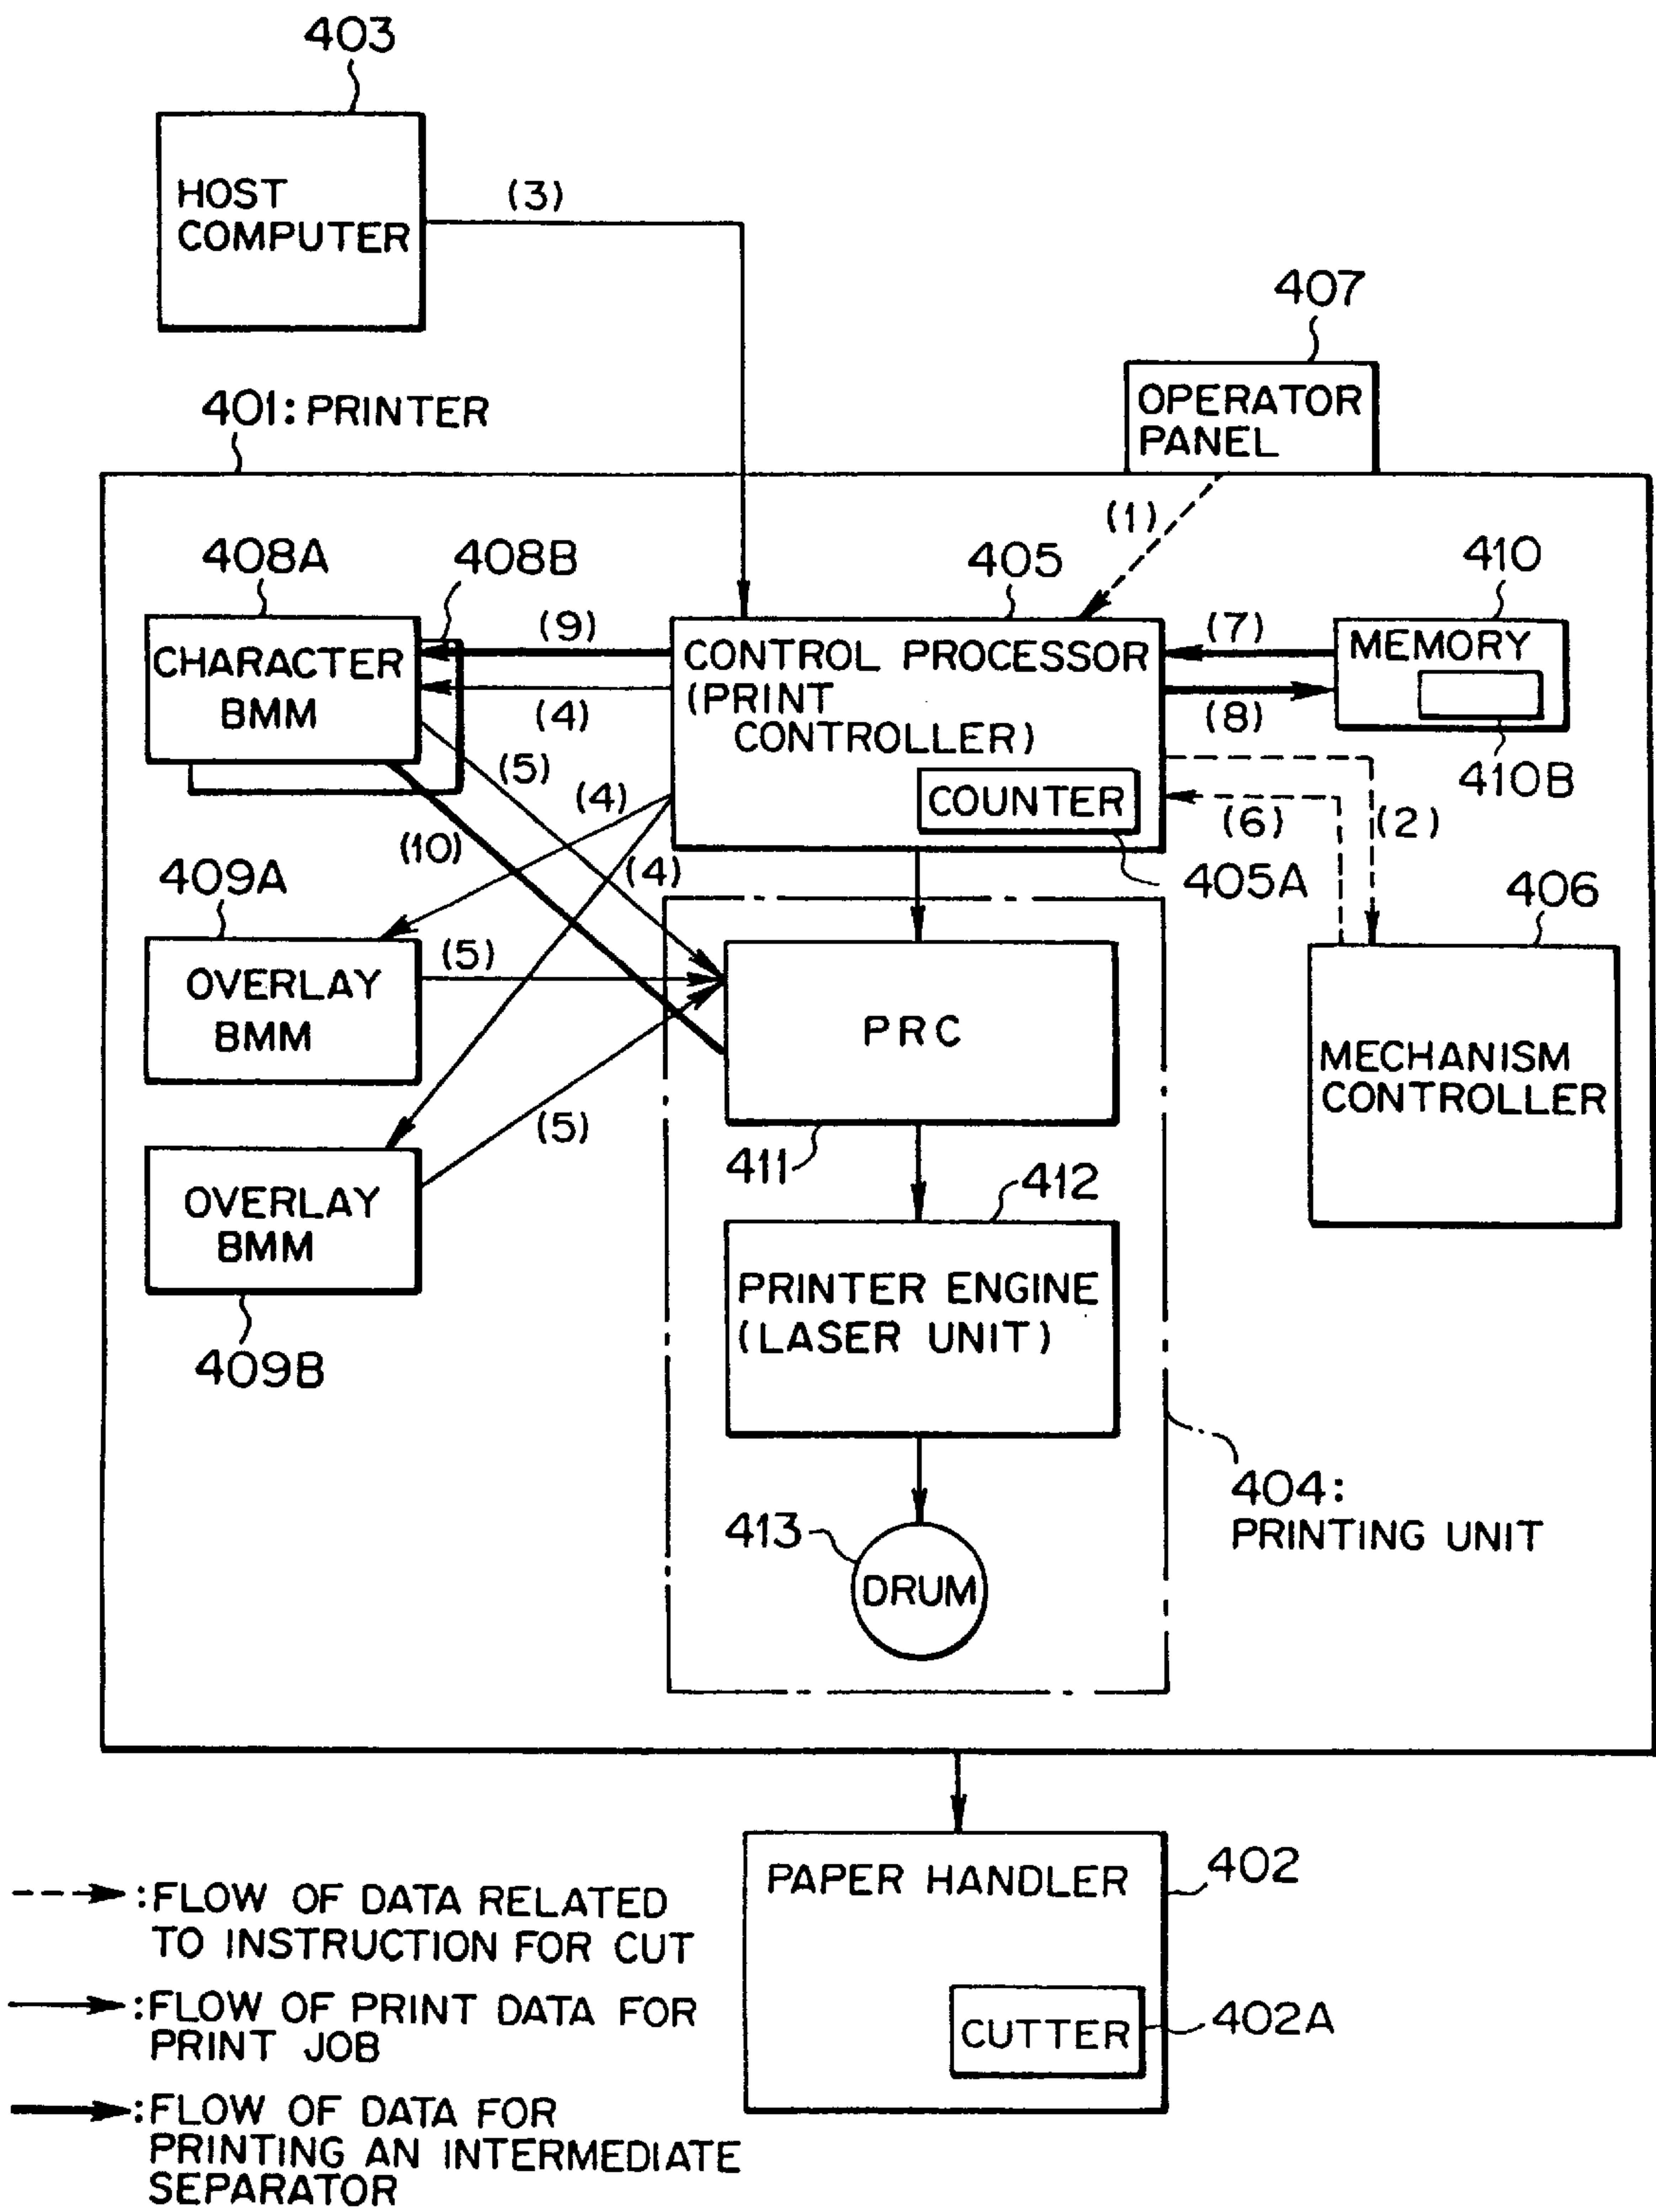 403
HOST
COMPUTER
(3)
407
OPERATOR
PANEL
401: PRINTER
(1)
408A
408B
405
410
CHARACTER
BMM
(9)
(4)
CONTROL PROCESSOR
(PRINT
CONTROLLER)
(7)
(8)
MEMORY
410B
(5)
(4)
COUNTER
(6)
(2)
(10)
(4)
405A
409A
406
OVERLAY
BMM
(5)
PRC
MECHANISM
CONTROLLER
(5)
411
412
OVERLAY
BMM
409B
PRINTER ENGINE
(LASER UNIT)
404:
PRINTING UNIT
413
DRUM
PAPER HANDLER
402
CUTTER
402A
:FLOW OF DATA RELATED
TO INSTRUCTION FOR CUT
:FLOW OF PRINT DATA FOR
PRINT JOB
:FLOW OF DATA FOR
PRINTING AN INTERMEDIATE
SEPARATOR